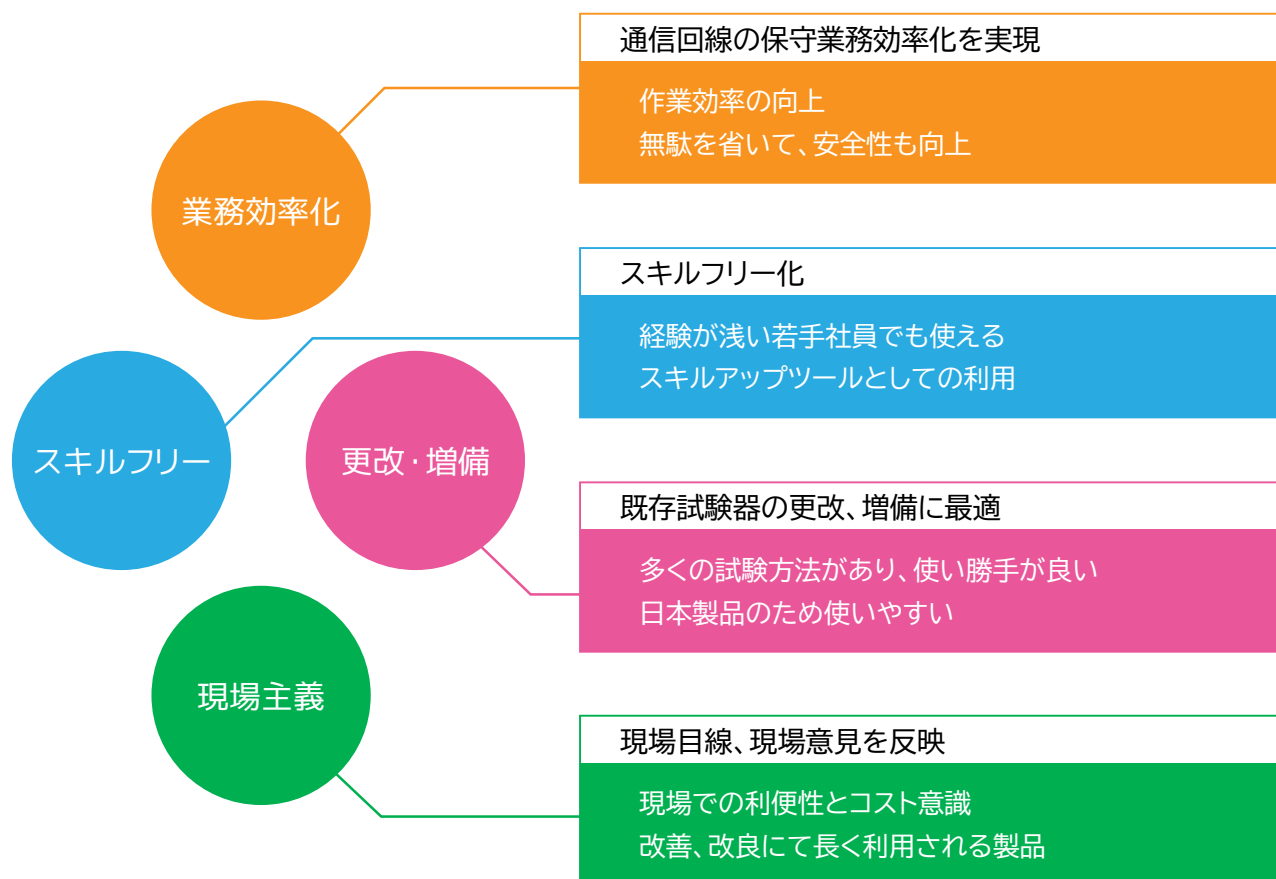 通信回線の保守業務効率化を実現
作業効率の向上
無駄を省いて、安全性も向上
業務効率化
スキルフリー化
経験が浅い若手社員でも使える
スキルアップツールとしての利用
スキルフリー
更改・増備
既存試験器の更改、増備に最適
多くの試験方法があり、使い勝手が良い
日本製品のため使いやすい
現場主義
現場目線、現場意見を反映
現場での利便性とコスト意識
改善、改良にて長く利用される製品